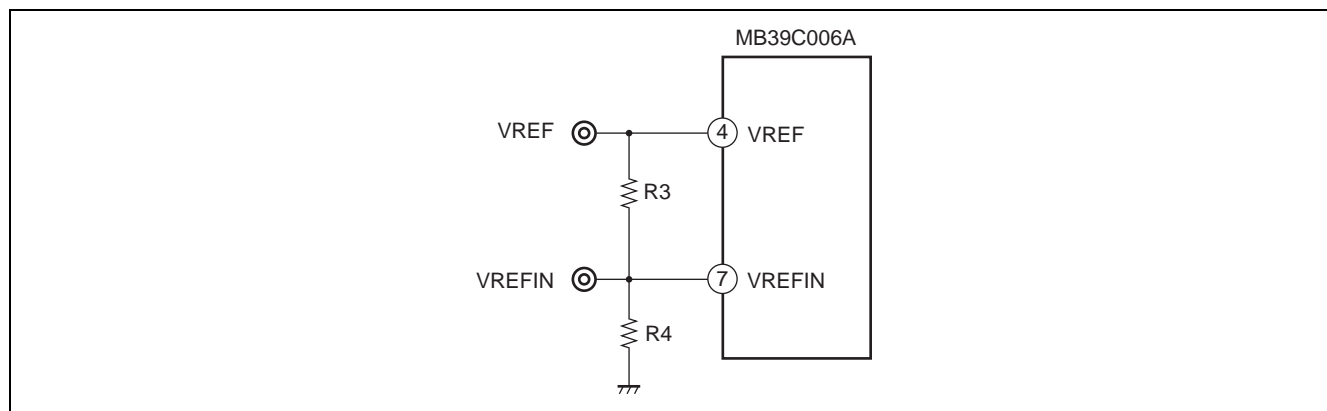 MB39C006A
VREF
4
VREF
R3
VREFIN
7
VREFIN
R4